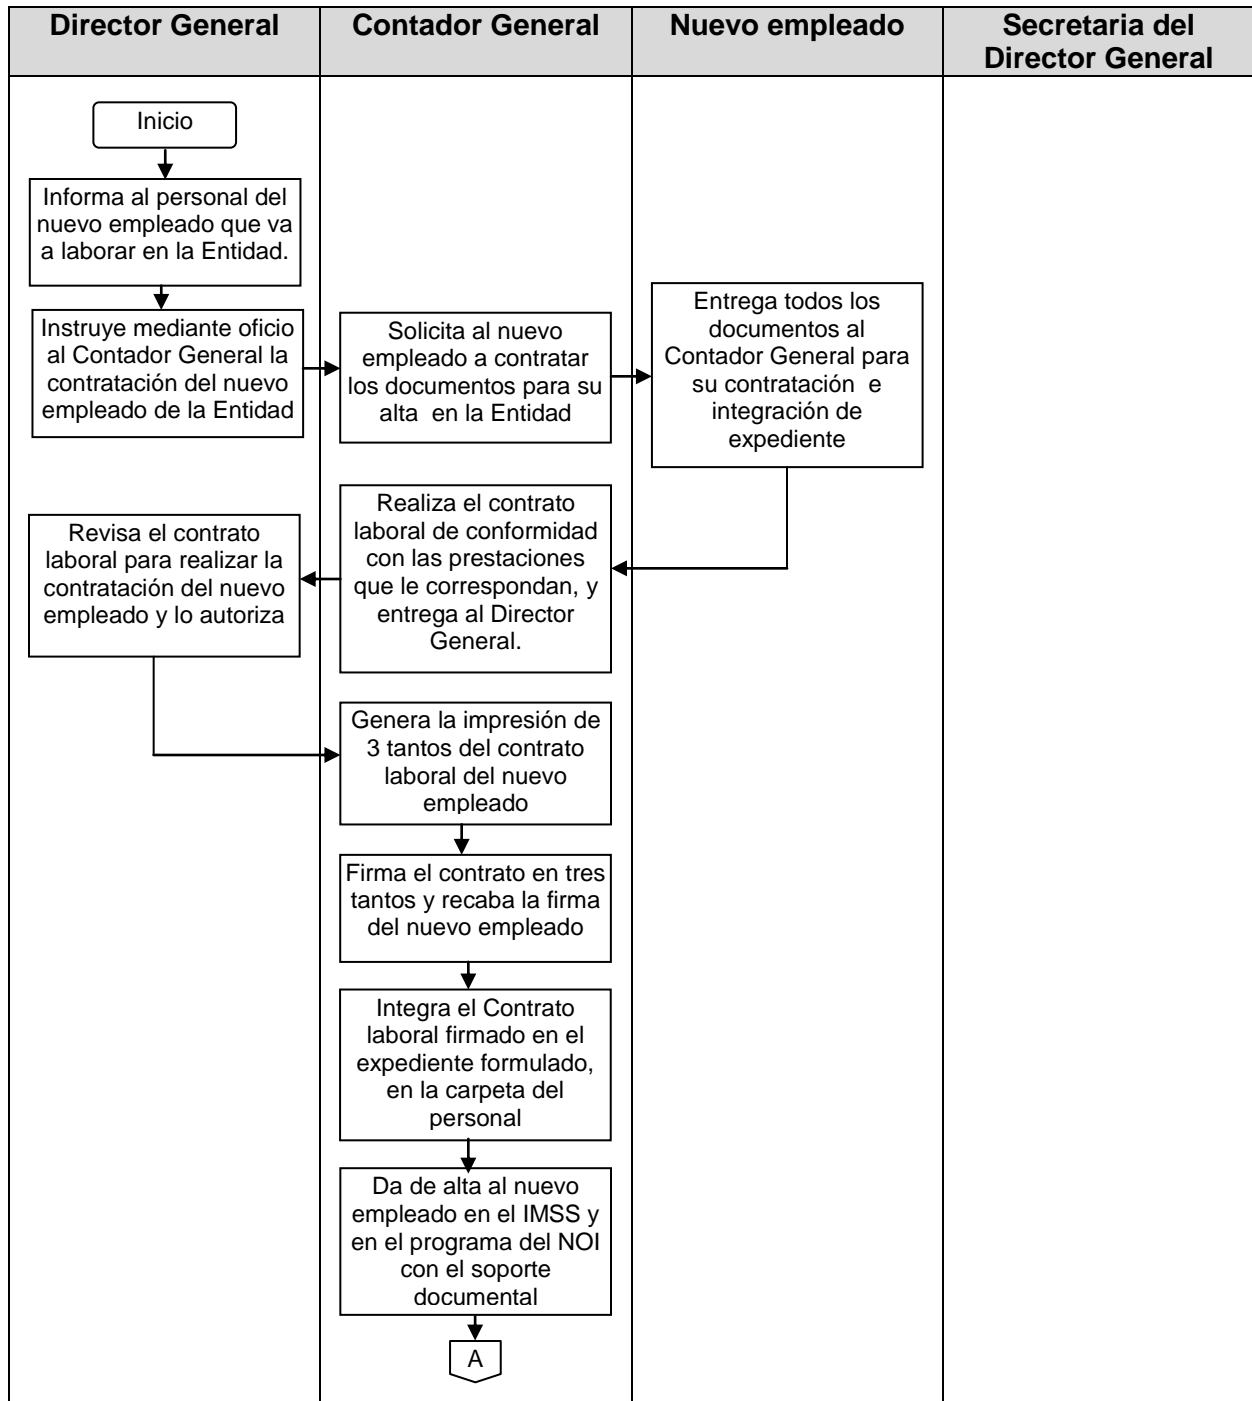 Director General
Contador General
Nuevo empleado
Secretaria del
Director General
Inicio
Informa al personal del
nuevo empleado que va
a laborar en la Entidad.
Instruye mediante oficio
al Contador General la
contratación del nuevo
empleado de la Entidad
Solicita al nuevo
empleado a contratar
los documentos para su
alta en la Entidad
Entrega todos los
documentos al
Contador General para
su contratación e
integración de
expediente
Realiza el contrato
laboral de conformidad
con las prestaciones
que le correspondan, y
entrega al Director
General.
Revisa el contrato
laboral para realizar la
contratación del nuevo
empleado y lo autoriza
Genera la impresión de
3 tantos del contrato
laboral del nuevo
empleado
Firma el contrato en tres
tantos y recaba la firma
del nuevo empleado
Integra el Contrato
laboral firmado en el
expediente formulado,
en la carpeta del
personal
Da de alta al nuevo
empleado en el IMSS y
en el programa del NOI
con el soporte
documental
A